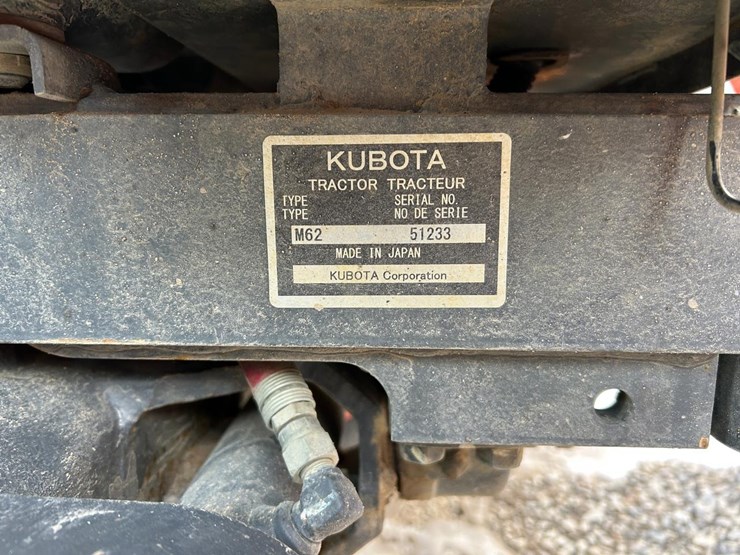 KUBOTA
TRACTOR TRACTEUR
TYPE SERIAL NO.
TYPE NO DE SERIE
M62 51233
MADE IN JAPAN
KUBOTA Corporation